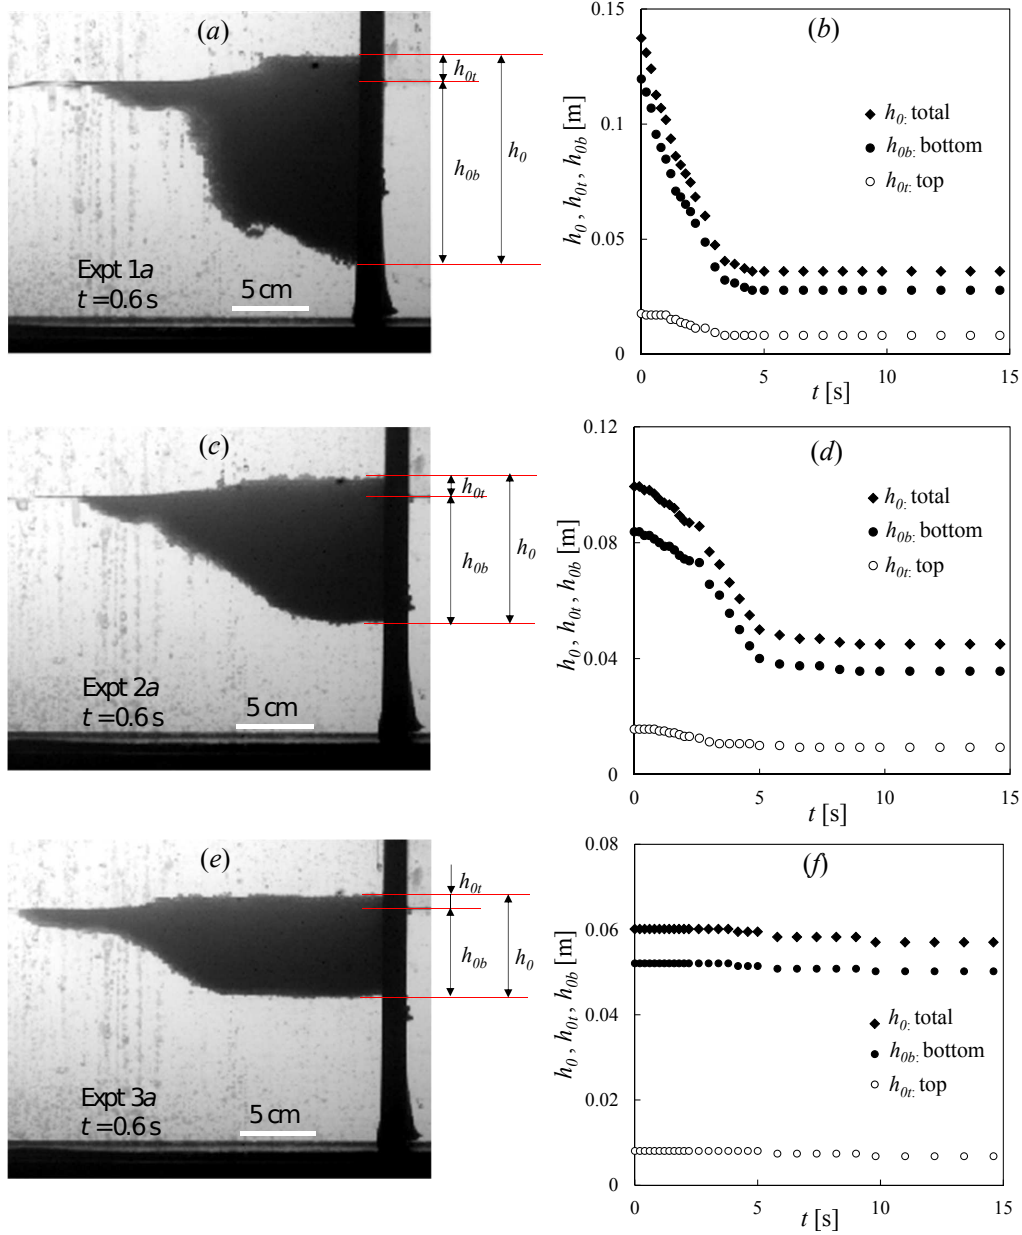 (a)
h0t
h0b
h0
Expt 1a
t = 0.6 s
5 cm
(b)
h0, h0t, h0b [m]
0.15
0.1
0.05
0
h0: total
h0b: bottom
h0t: top
0 5 10 15
t [s]
(c)
h0t
h0b
h0
Expt 2a
t = 0.6 s
5 cm
(d)
h0, h0t, h0b [m]
0.12
0.08
0.04
0
h0: total
h0b: bottom
h0t: top
0 5 10 15
t [s]
(e)
h0t
h0b
h0
Expt 3a
t = 0.6 s
5 cm
(f)
h0, h0t, h0b [m]
0.08
0.06
0.04
0.02
0.00
h0: total
h0b: bottom
h0t: top
0 5 10 15
t [s]